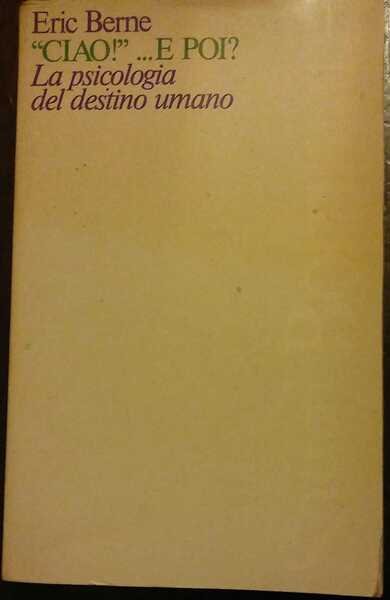 Eric Berne
"CIAO!" ...E POI?
La psicologia
del destino umano